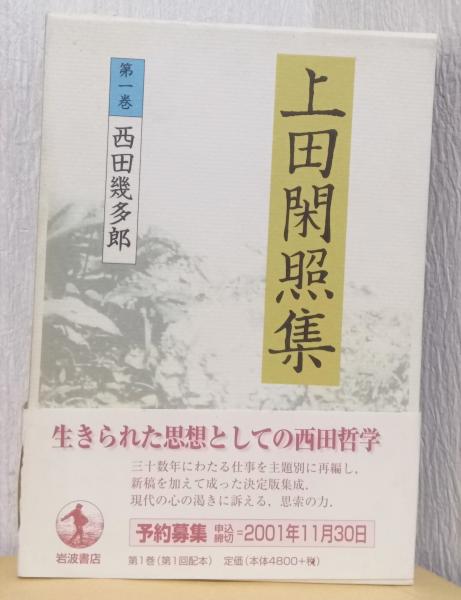 上田閑照集
第一巻
西田幾多郎
生きられた思想としての西田哲学
三十数年にわたる仕事を主題別に再編し,
新稿を加えて成った決定版集成.
現代の心の渇きに訴える, 思索の力.
予約募集 申込締切=2001年11月30日
岩波書店
第1巻(第1回配本) 定価(本体4800+税)